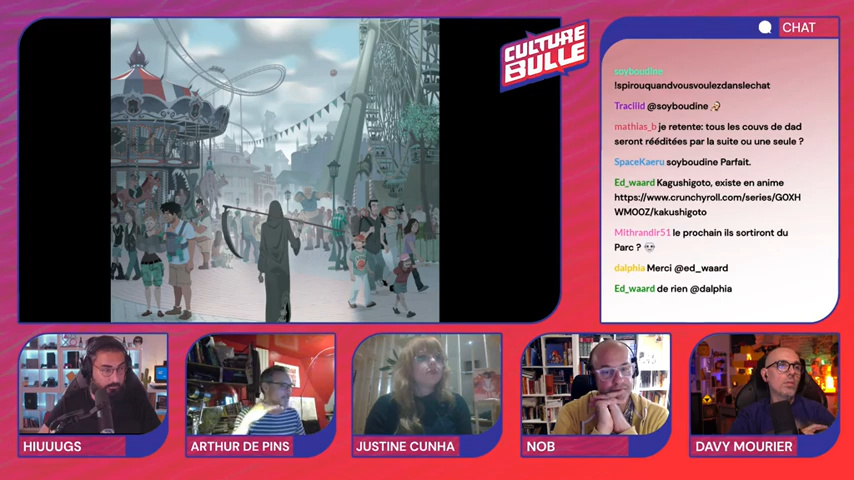 CULTURE
BULLE
CHAT
soyboudine
!spirouquandvousvoulezdanslechat
Tracilid @soyboudine
mathias_b je retente: tous les couvs de dad
seront rééditées par la suite ou une seule ?
SpaceKaeru soyboudine Parfait.
Ed_waard Kagushigoto, existe en anime
https://www.crunchyroll.com/series/G0XH
WM00Z/kakushigoto
Mithrandir51 le prochain ils sortiront du
Parc ?
dalphia Merci @ed_waard
Ed_waard de rien @dalphia
HIUUUGS
ARTHUR DE PINS
JUSTINE CUNHA
NOB
DAVY MOURIER